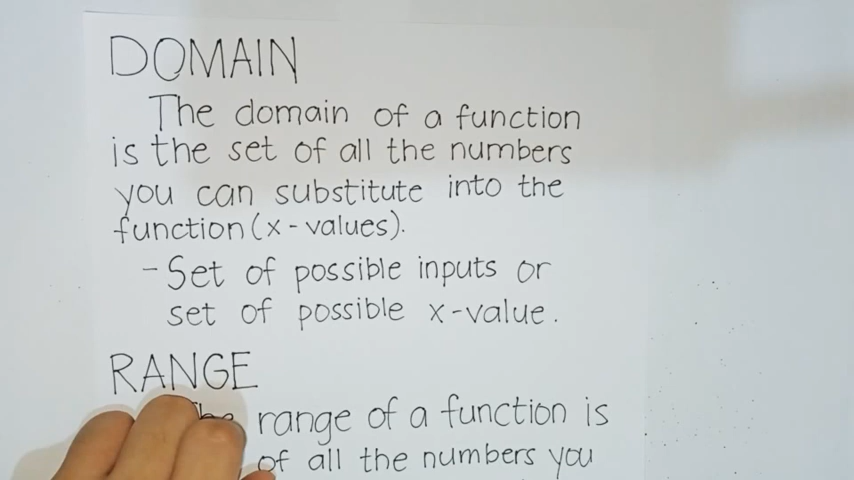 DOMAIN
The domain of a function
is the set of all the numbers
you can substitute into the
function (x-values).
- Set of possible inputs or
set of possible x-value.
RANGE
The range of a function is
of all the numbers you